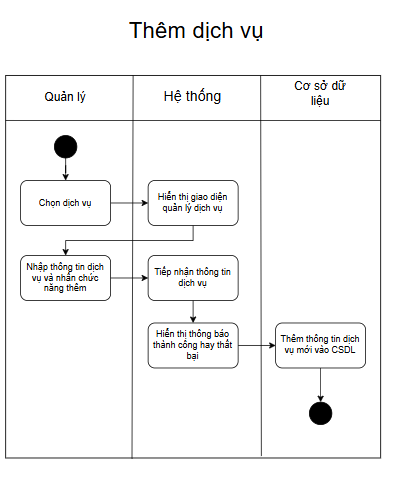 Thêm dịch vụ
Quản lý
Hệ thống
Cơ sở dữ
liệu
Chọn dịch vụ
Hiển thị giao diện
quản lý dịch vụ
Nhập thông tin dịch
vụ và nhấn chức
năng thêm
Tiếp nhận thông tin
dịch vụ
Hiển thị thông báo
thành công hay thất
bại
Thêm thông tin dịch
vụ mới vào CSDL